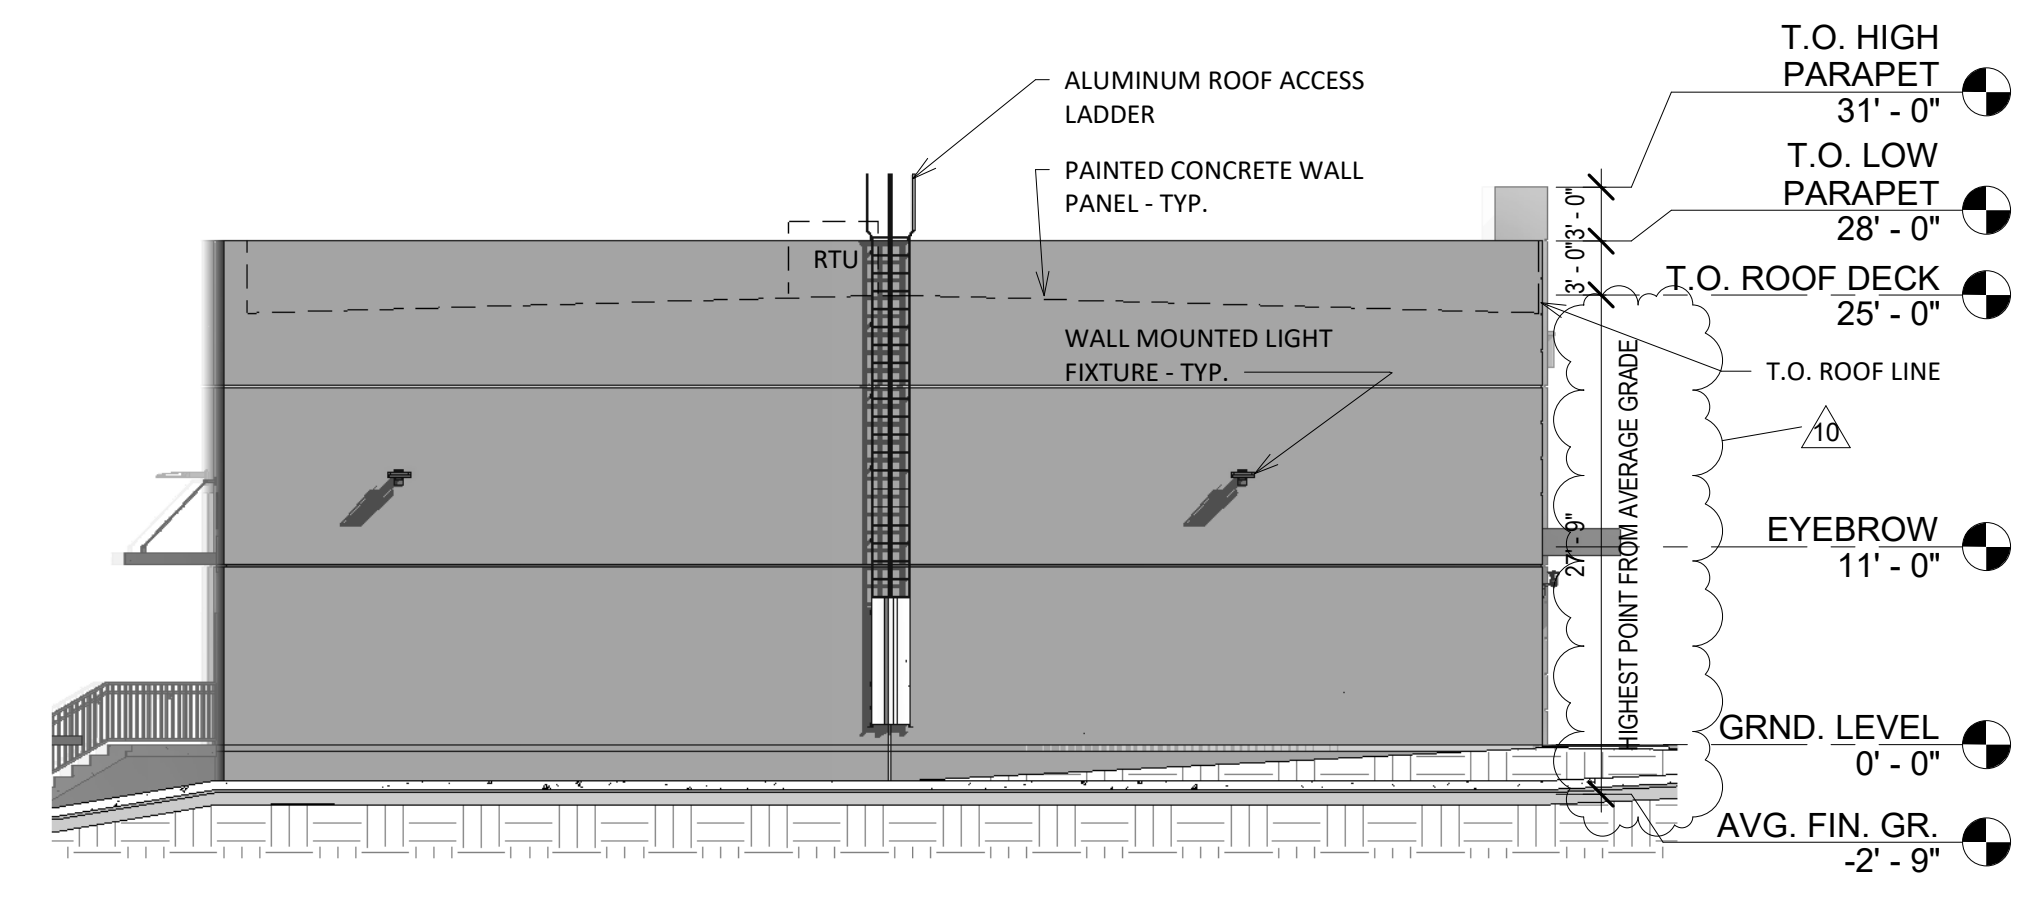 T.O. HIGH
PARAPET
31' - 0"
ALUMINUM ROOF ACCESS
LADDER
T.O. LOW
PARAPET
28' - 0"
PAINTED CONCRETE WALL
PANEL - TYP.
3' - 0"
3' - 0"
RTU
T.O. ROOF DECK
25' - 0"
WALL MOUNTED LIGHT
FIXTURE - TYP.
T.O. ROOF LINE
10
27' - 9"
HIGHEST POINT FROM AVERAGE GRADE
EYEBROW
11' - 0"
GRND. LEVEL
0' - 0"
AVG. FIN. GR.
-2' - 9"